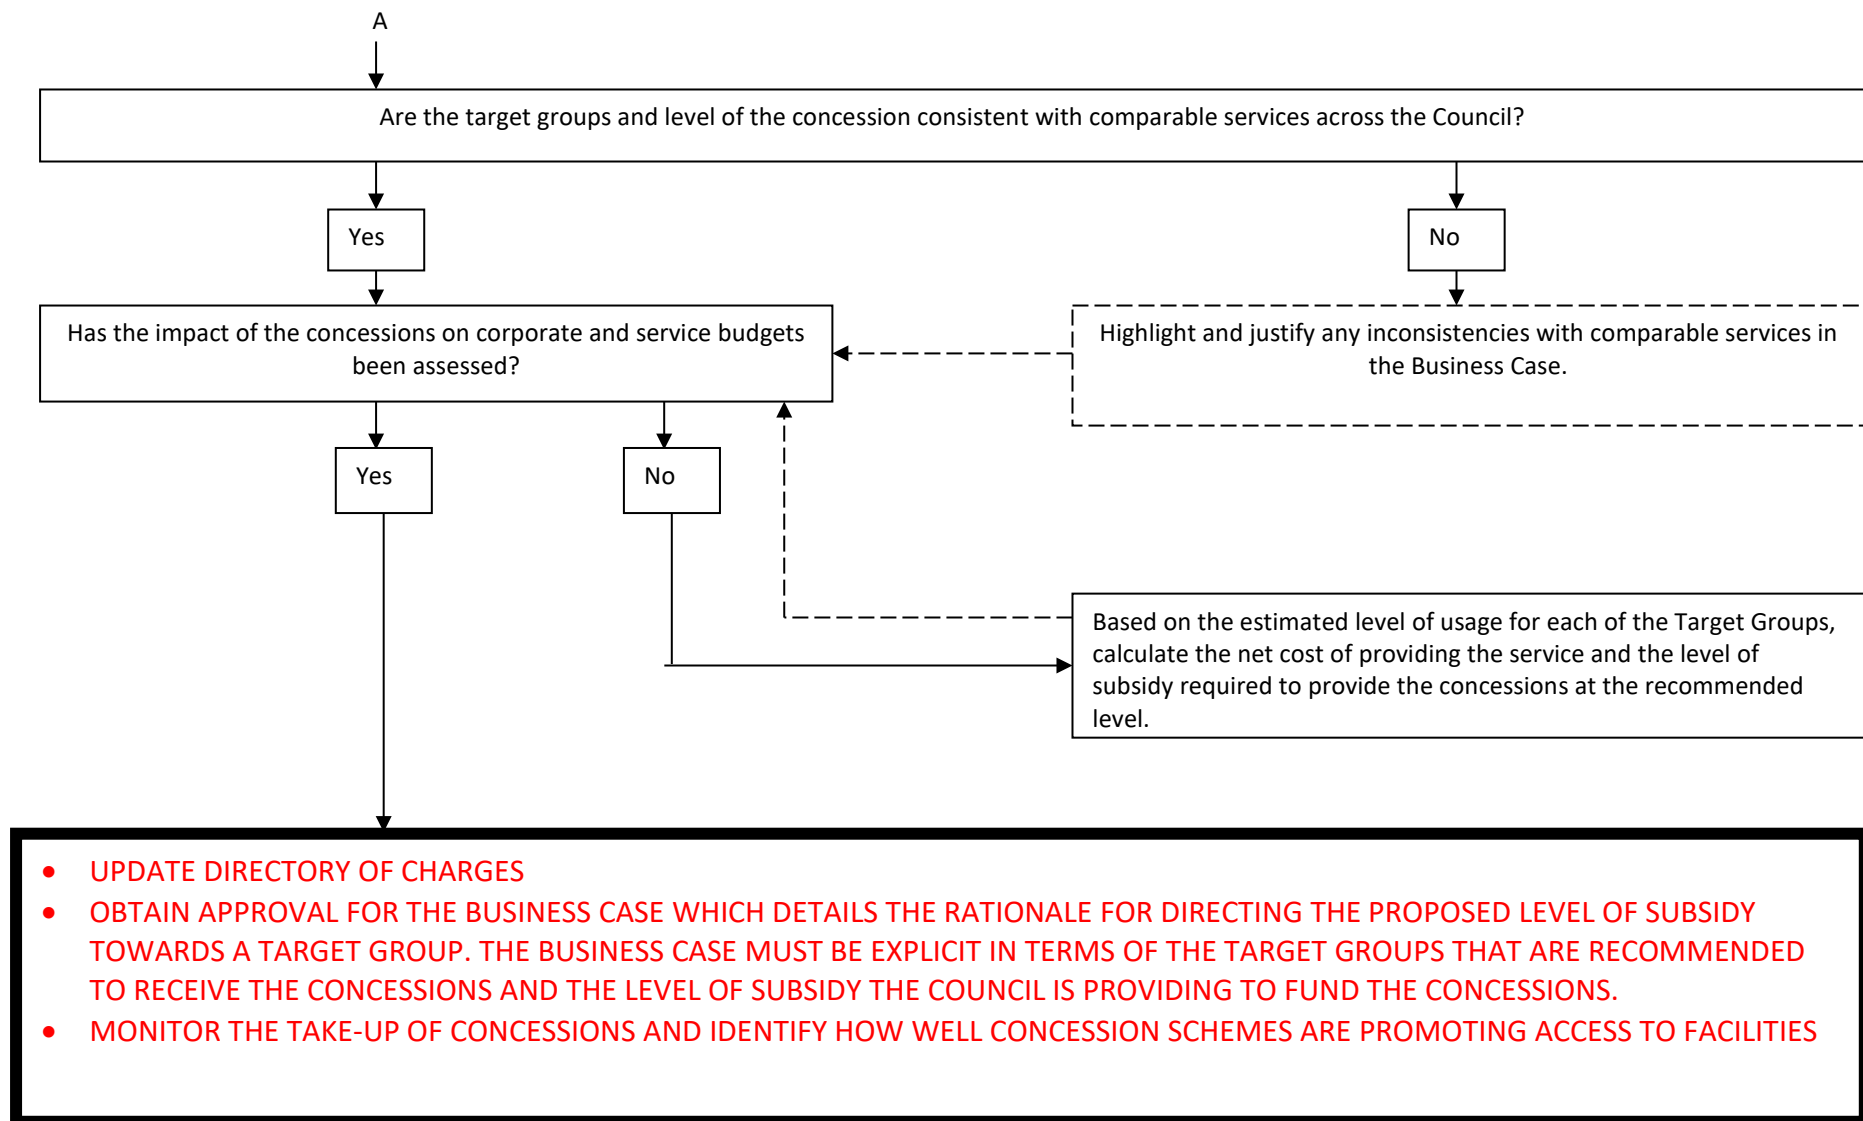 A
Are the target groups and level of the concession consistent with comparable services across the Council?
Yes
No
Has the impact of the concessions on corporate and service budgets
been assessed?
Highlight and justify any inconsistencies with comparable services in
the Business Case.
Yes
No
Based on the estimated level of usage for each of the Target Groups,
calculate the net cost of providing the service and the level of
subsidy required to provide the concessions at the recommended
level.
• UPDATE DIRECTORY OF CHARGES
• OBTAIN APPROVAL FOR THE BUSINESS CASE WHICH DETAILS THE RATIONALE FOR DIRECTING THE PROPOSED LEVEL OF SUBSIDY
TOWARDS A TARGET GROUP. THE BUSINESS CASE MUST BE EXPLICIT IN TERMS OF THE TARGET GROUPS THAT ARE RECOMMENDED
TO RECEIVE THE CONCESSIONS AND THE LEVEL OF SUBSIDY THE COUNCIL IS PROVIDING TO FUND THE CONCESSIONS.
• MONITOR THE TAKE-UP OF CONCESSIONS AND IDENTIFY HOW WELL CONCESSION SCHEMES ARE PROMOTING ACCESS TO FACILITIES